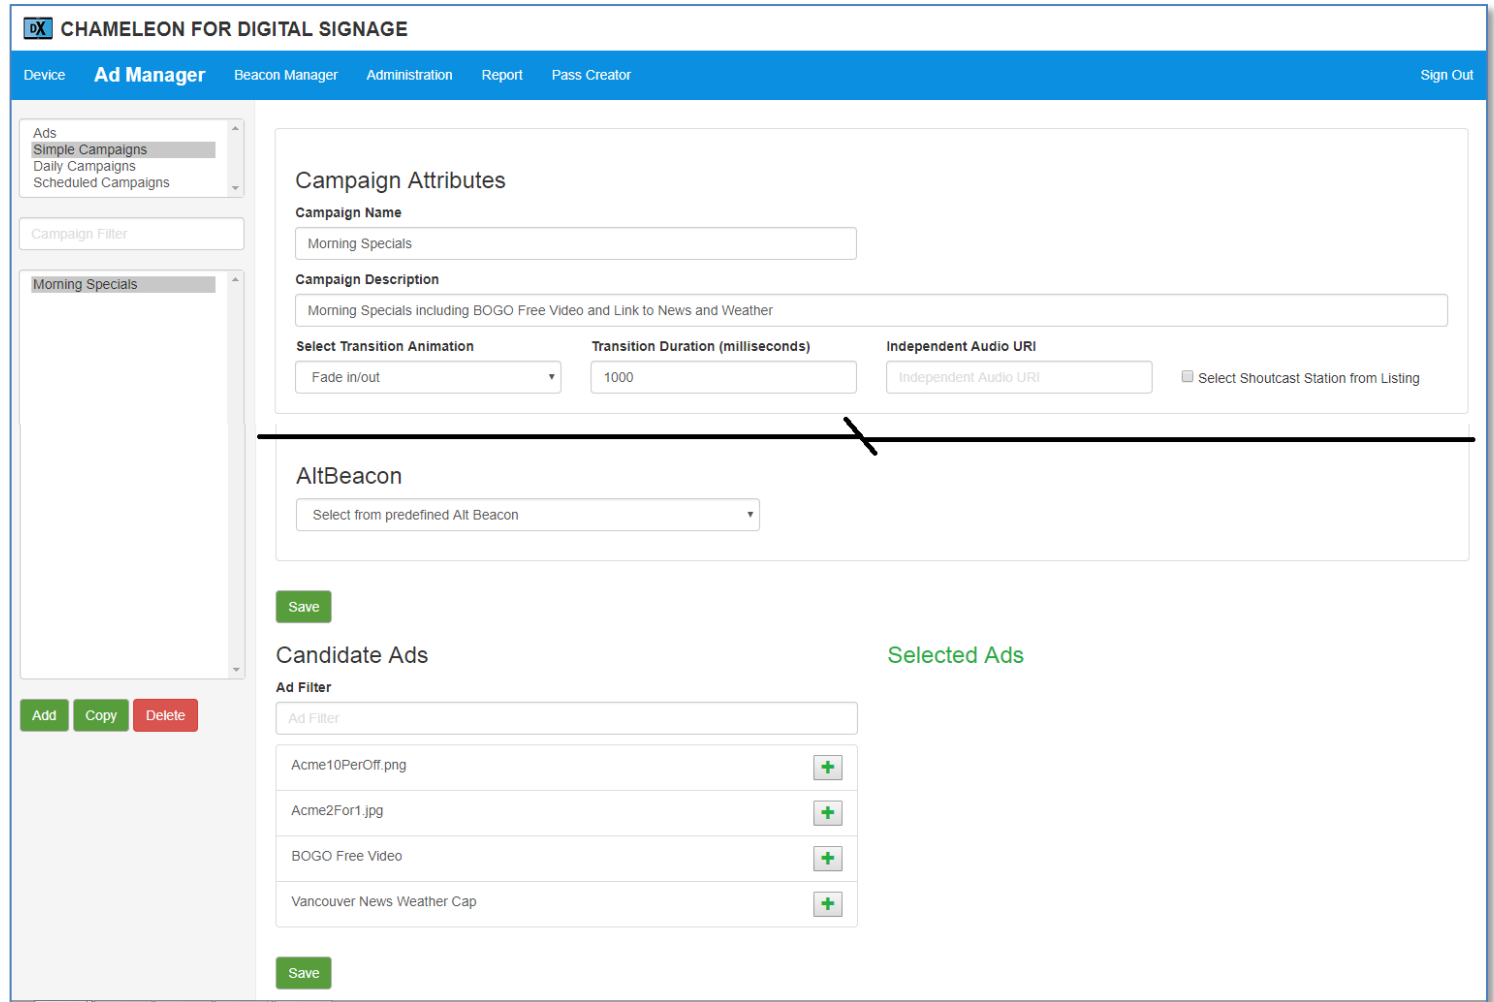 DX CHAMELEON FOR DIGITAL SIGNAGE
Device Ad Manager Beacon Manager Administration Report Pass Creator Sign Out
Ads
Simple Campaigns
Daily Campaigns
Scheduled Campaigns
Campaign Filter
Morning Specials
Add Copy Delete
Campaign Attributes
Campaign Name
Morning Specials
Campaign Description
Morning Specials including BOGO Free Video and Link to News and Weather
Select Transition Animation Transition Duration (milliseconds) Independent Audio URI
Fade in/out 1000 Independent Audio URI Select Shoutcast Station from Listing
AltBeacon
Select from predefined Alt Beacon
Save
Candidate Ads Selected Ads
Ad Filter
Ad Filter
Acme10PerOff.png
Acme2For1.jpg
BOGO Free Video
Vancouver News Weather Cap
Save